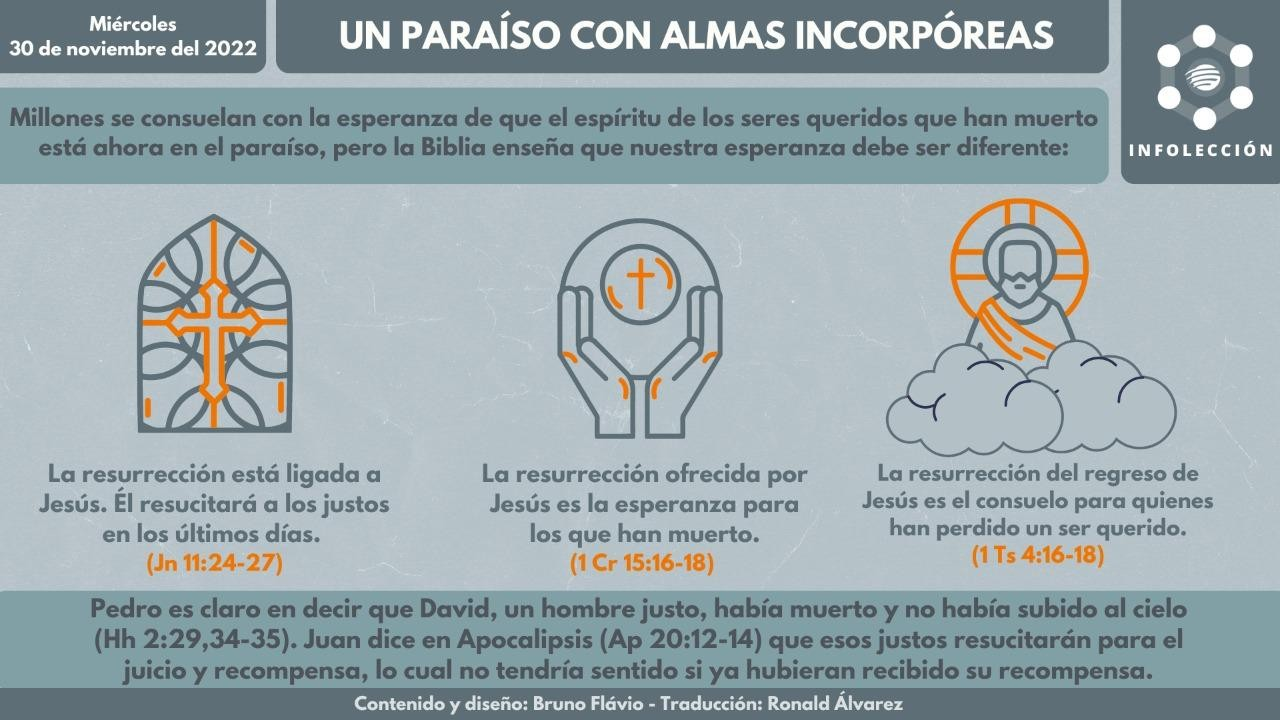 Miércoles
30 de noviembre del 2022
UN PARAÍSO CON ALMAS INCORPÓREAS
INFOLECCIÓN
Millones se consuelan con la esperanza de que el espíritu de los seres queridos que han muerto
está ahora en el paraíso, pero la Biblia enseña que nuestra esperanza debe ser diferente:
La resurrección está ligada a
Jesús. Él resucitará a los justos
en los últimos días.
(Jn 11:24-27)
La resurrección ofrecida por
Jesús es la esperanza para
los que han muerto.
(1 Cr 15:16-18)
La resurrección del regreso de
Jesús es el consuelo para quienes
han perdido un ser querido.
(1 Ts 4:16-18)
Pedro es claro en decir que David, un hombre justo, había muerto y no había subido al cielo
(Hh 2:29,34-35). Juan dice en Apocalipsis (Ap 20:12-14) que esos justos resucitarán para el
juicio y recompensa, lo cual no tendría sentido si ya hubieran recibido su recompensa.
Contenido y diseño: Bruno Flávio - Traducción: Ronald Álvarez